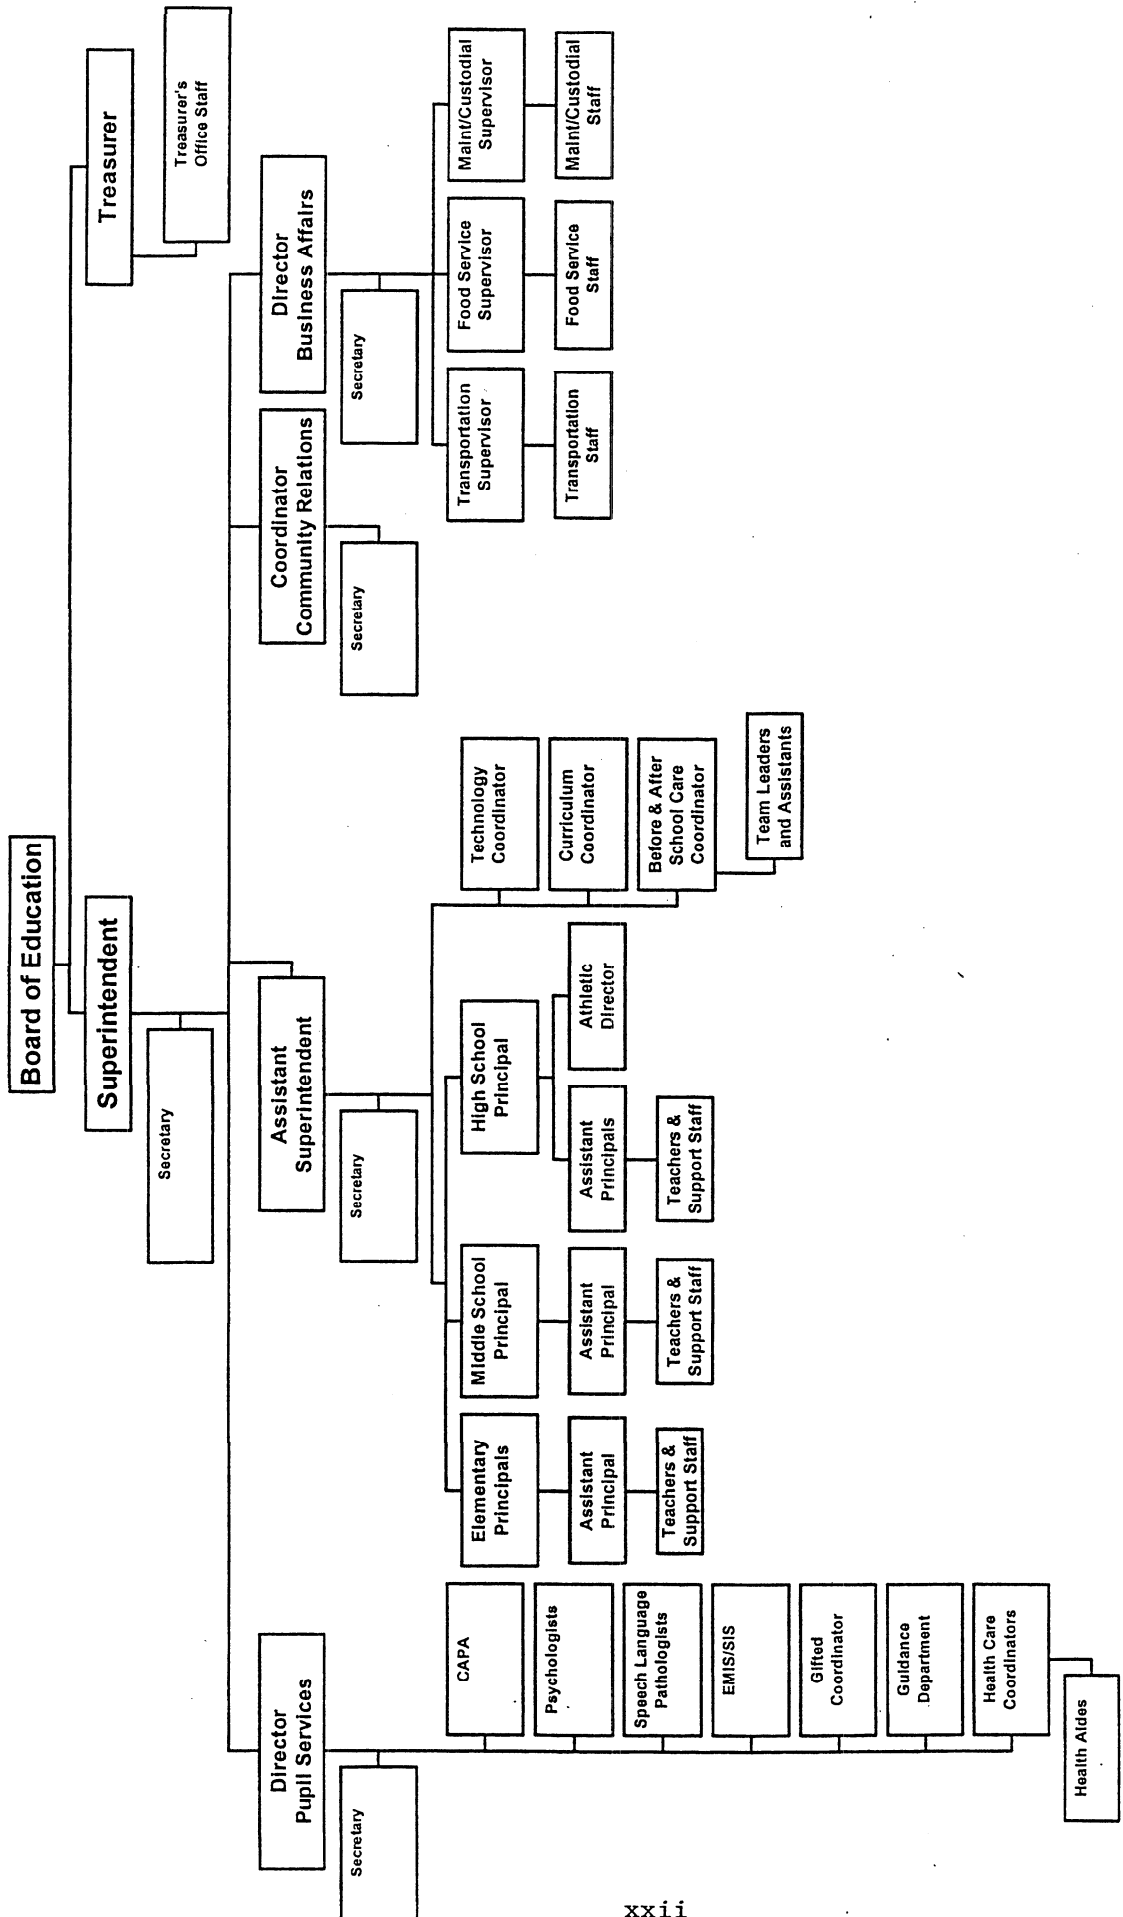 Board of Education
Superintendent
Treasurer
Secretary
Treasurer's
Office Staff
Director
Pupil Services
Assistant
Superintendent
Coordinator
Community Relations
Director
Business Affairs
Secretary
Secretary
Secretary
Secretary
CAPA
Psychologists
Speech Language
Pathologists
EMIS/SIS
Gifted
Coordinator
Guidance
Department
Health Care
Coordinators
Health Aides
Elementary
Principals
Assistant
Principal
Teachers &
Support Staff
Middle School
Principal
Assistant
Principal
Teachers &
Support Staff
High School
Principal
Assistant
Principals
Teachers &
Support Staff
Athletic
Director
Technology
Coordinator
Curriculum
Coordinator
Before & After
School Care
Coordinator
Team Leaders
and Assistants
Transportation
Supervisor
Transportation
Staff
Food Service
Supervisor
Food Service
Staff
Maint/Custodial
Supervisor
Maint/Custodial
Staff
xxii